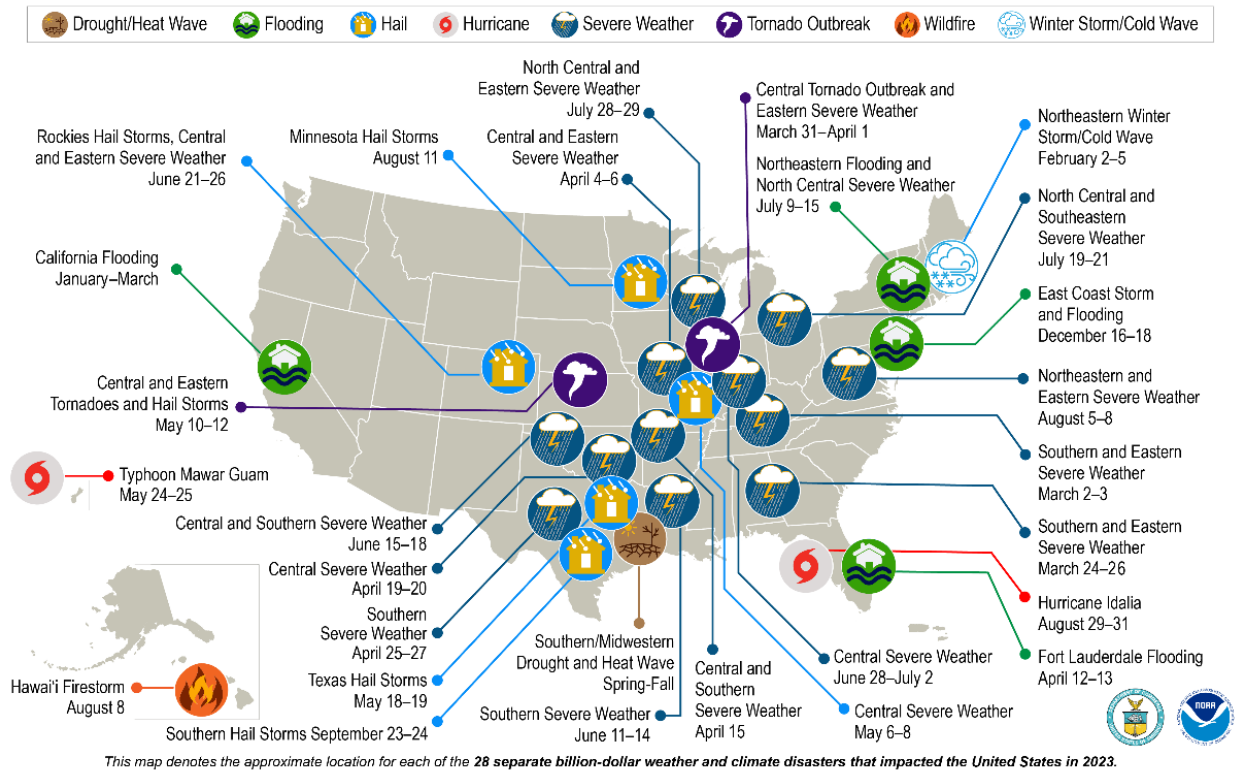 Drought/Heat Wave
Flooding
Hail
Hurricane
Severe Weather
Tornado Outbreak
Wildfire
Winter Storm/Cold Wave
North Central and
Eastern Severe Weather
July 28–29
Central Tornado Outbreak and
Eastern Severe Weather
March 31–April 1
Northeastern Winter
Storm/Cold Wave
February 2–5
Rockies Hail Storms, Central
and Eastern Severe Weather
June 21–26
Minnesota Hail Storms
August 11
Central and Eastern
Severe Weather
April 4–6
Northeastern Flooding and
North Central Severe Weather
July 9–15
North Central and
Southeastern
Severe Weather
July 19–21
California Flooding
January–March
East Coast Storm
and Flooding
December 16–18
Central and Eastern
Tornadoes and Hail Storms
May 10–12
Northeastern and
Eastern Severe Weather
August 5–8
Typhoon Mawar Guam
May 24–25
Southern and Eastern
Severe Weather
March 2–3
Central and Southern Severe Weather
June 15–18
Southern and Eastern
Severe Weather
March 24–26
Central Severe Weather
April 19–20
Hurricane Idalia
August 29–31
Southern
Severe Weather
April 25–27
Southern/Midwestern
Drought and Heat Wave
Spring-Fall
Central and
Southern
Severe Weather
April 15
Central Severe Weather
June 28–July 2
Fort Lauderdale Flooding
April 12–13
Texas Hail Storms
May 18–19
Hawai‘i Firestorm
August 8
Southern Severe Weather
June 11–14
Central Severe Weather
May 6–8
Southern Hail Storms September 23–24
NOAA
This map denotes the approximate location for each of the 28 separate billion-dollar weather and climate disasters that impacted the United States in 2023.